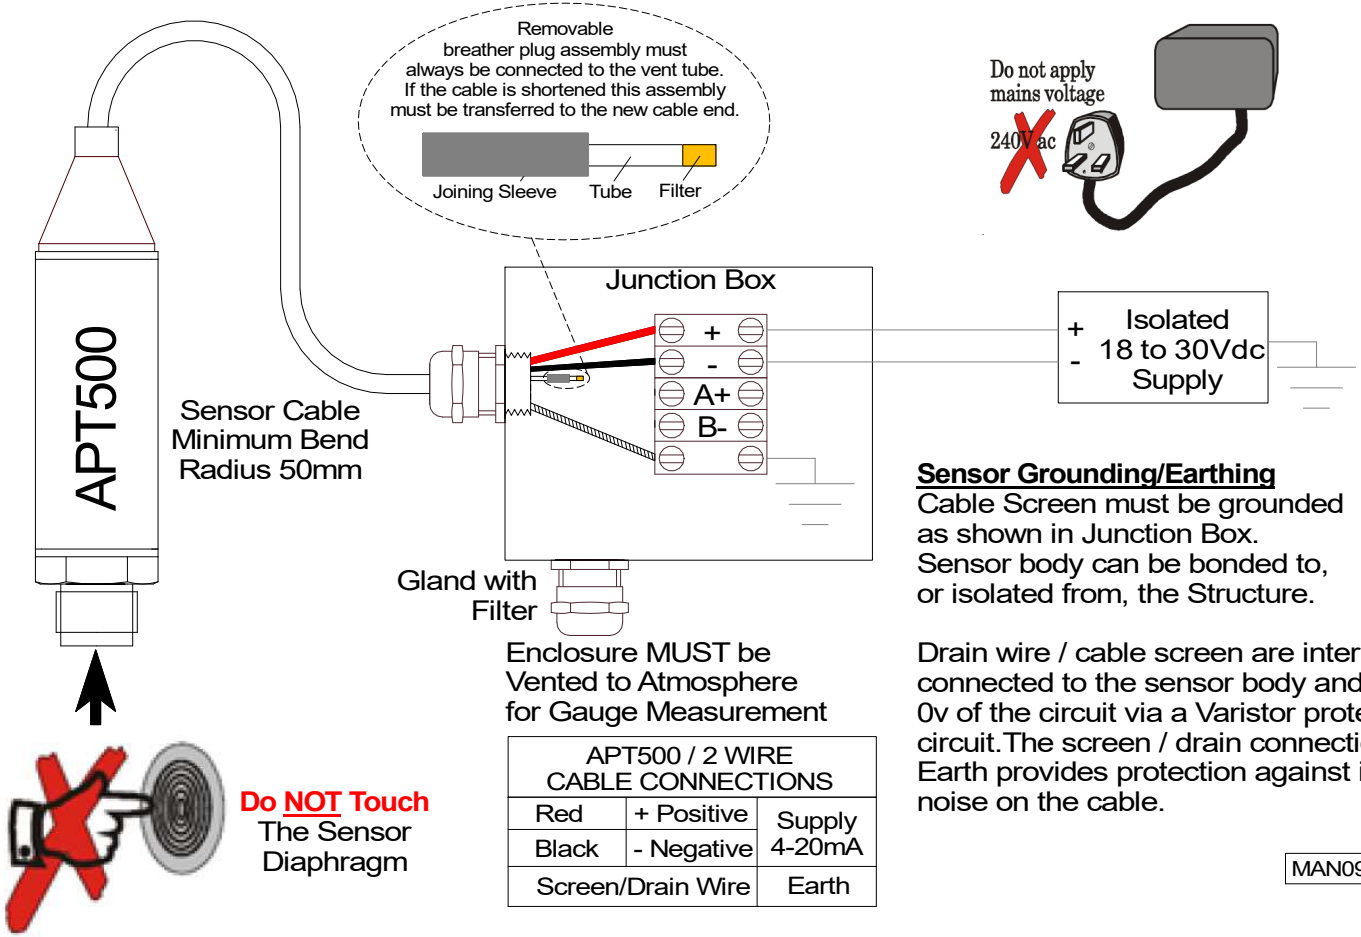 Removable
breather plug assembly must
always be connected to the vent tube.
If the cable is shortened this assembly
must be transferred to the new cable end.
Joining Sleeve
Tube
Filter
Do not apply
mains voltage
240V ac
APT500
Sensor Cable
Minimum Bend
Radius 50mm
Junction Box
+
-
A+
B-
+
-
Isolated
18 to 30Vdc
Supply
Gland with
Filter
Enclosure MUST be
Vented to Atmosphere
for Gauge Measurement
Sensor Grounding/Earthing
Cable Screen must be grounded
as shown in Junction Box.
Sensor body can be bonded to,
or isolated from, the Structure.
Drain wire / cable screen are inter
connected to the sensor body and
0v of the circuit via a Varistor prote
circuit.The screen / drain connecti
Earth provides protection against i
noise on the cable.
Do NOT Touch
The Sensor
Diaphragm
APT500 / 2 WIRE
CABLE CONNECTIONS
Red + Positive Supply
Black - Negative 4-20mA
Screen/Drain Wire Earth
MAN09